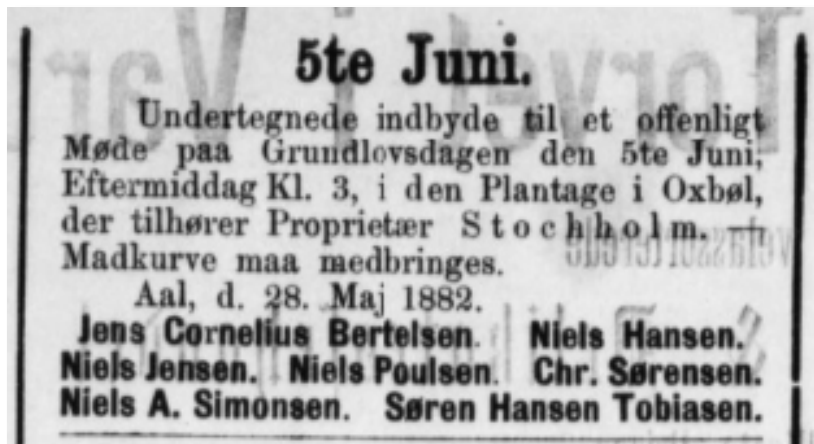 5te Juni.
Undertegnede indbyde til et offenligt
Møde paa Grundlovsdagen den 5te Juni,
Eftermiddag Kl. 3, i den Plantage i Oxbøl,
der tilhører Proprietær Stochholm. —
Madkurve maa medbringes.
Aal, d. 28. Maj 1882.
Jens Cornelius Bertelsen. Niels Hansen.
Niels Jensen. Niels Poulsen. Chr. Sørensen.
Niels A. Simonsen. Søren Hansen Tobiasen.